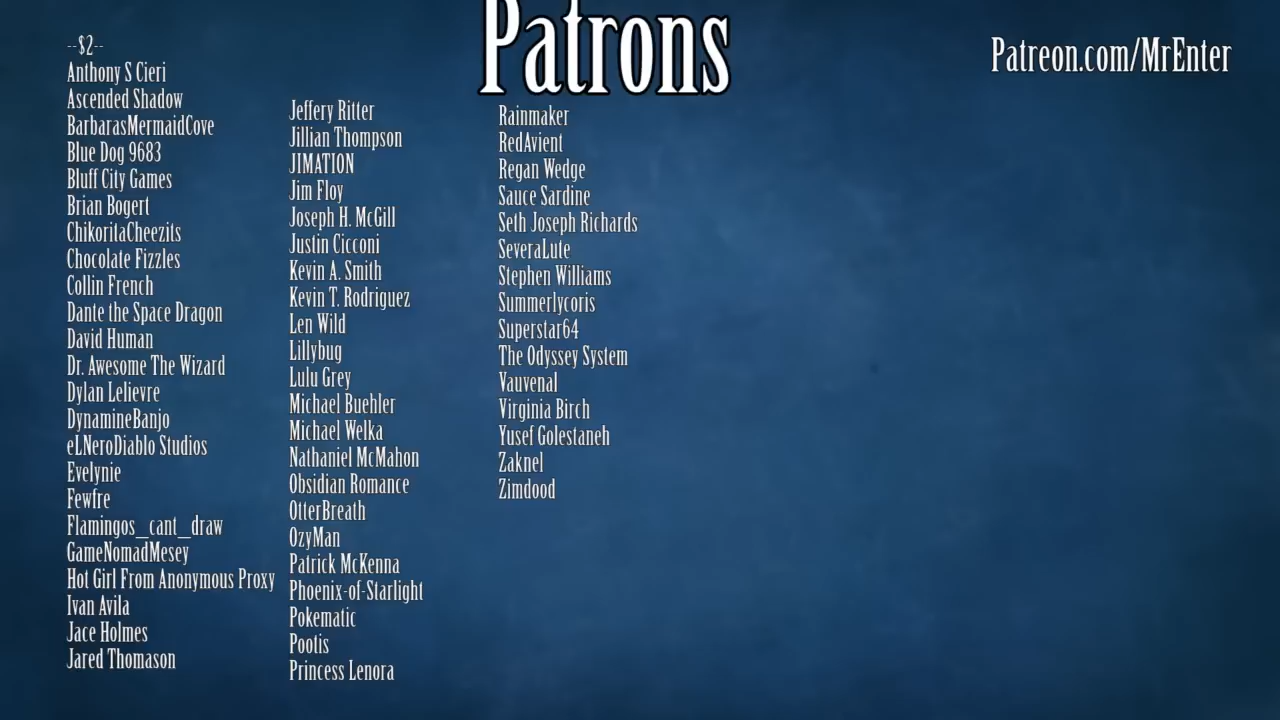 Patrons
Patreon.com/MrEnter
--$2--
Anthony S Cieri
Ascended Shadow
BarbarasMermaidCove
Blue Dog 9683
Bluff City Games
Brian Bogert
ChikoritaCheezits
Chocolate Fizzles
Collin French
Dante the Space Dragon
David Human
Dr. Awesome The Wizard
Dylan Lelievre
DynamineBanjo
eLNeroDiablo Studios
Evelynie
Fewfre
Flamingos_cant_draw
GameNomadMesey
Hot Girl From Anonymous Proxy
Ivan Avila
Jace Holmes
Jared Thomason
Jeffery Ritter
Jillian Thompson
JIMATION
Jim Floy
Joseph H. McGill
Justin Cicconi
Kevin A. Smith
Kevin T. Rodriguez
Len Wild
Lillybug
Lulu Grey
Michael Buehler
Michael Welka
Nathaniel McMahon
Obsidian Romance
OtterBreath
OzyMan
Patrick McKenna
Phoenix-of-Starlight
Pokematic
Pootis
Princess Lenora
Rainmaker
RedAvient
Regan Wedge
Sauce Sardine
Seth Joseph Richards
SeveraLute
Stephen Williams
Summerlycoris
Superstar64
The Odyssey System
Vauvenal
Virginia Birch
Yusef Golestaneh
Zaknel
Zimdood